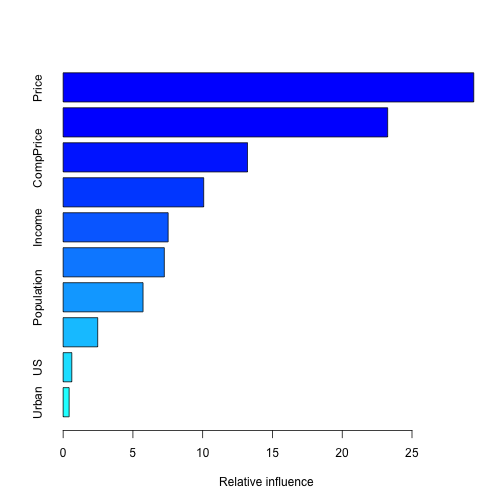 Price
CompPrice
Income
Population
US
Urban
0 5 10 15 20 25
Relative influence